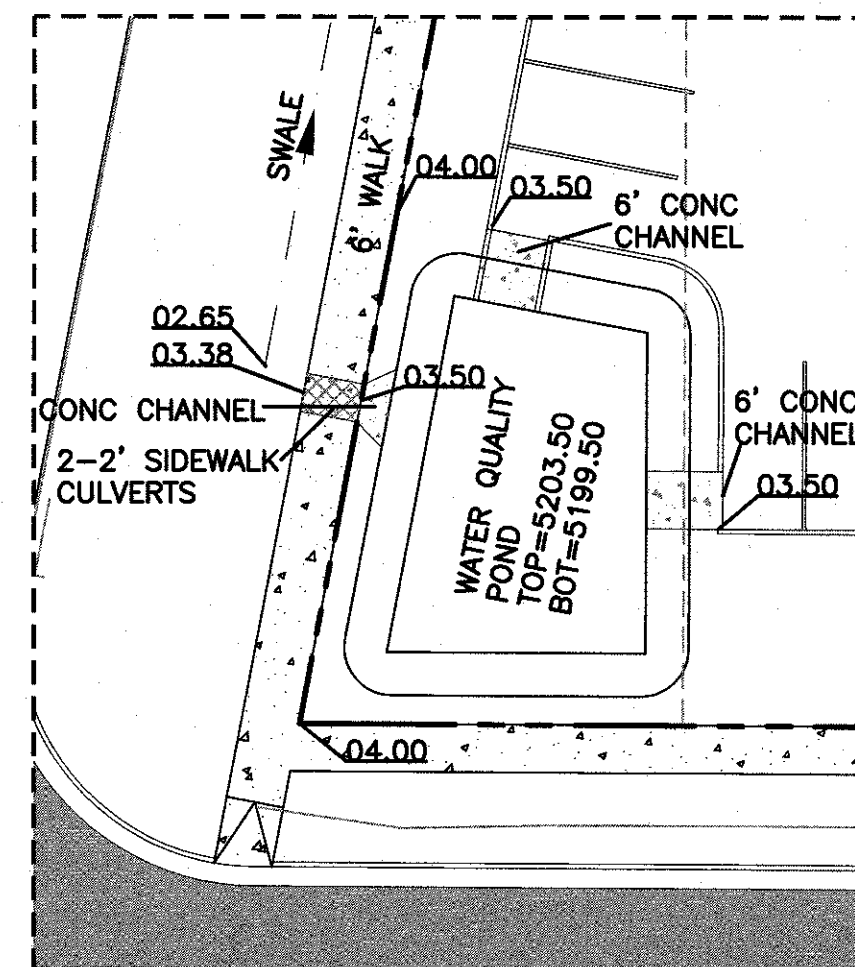 SWALE
6' WALK
04.00
03.50
6' CONC
CHANNEL
02.65
03.38
03.50
CONC CHANNEL
2-2' SIDEWALK
CULVERTS
WATER QUALITY
POND
TOP=5203.50
BOT=5199.50
6' CONC
CHANNEL
03.50
04.00